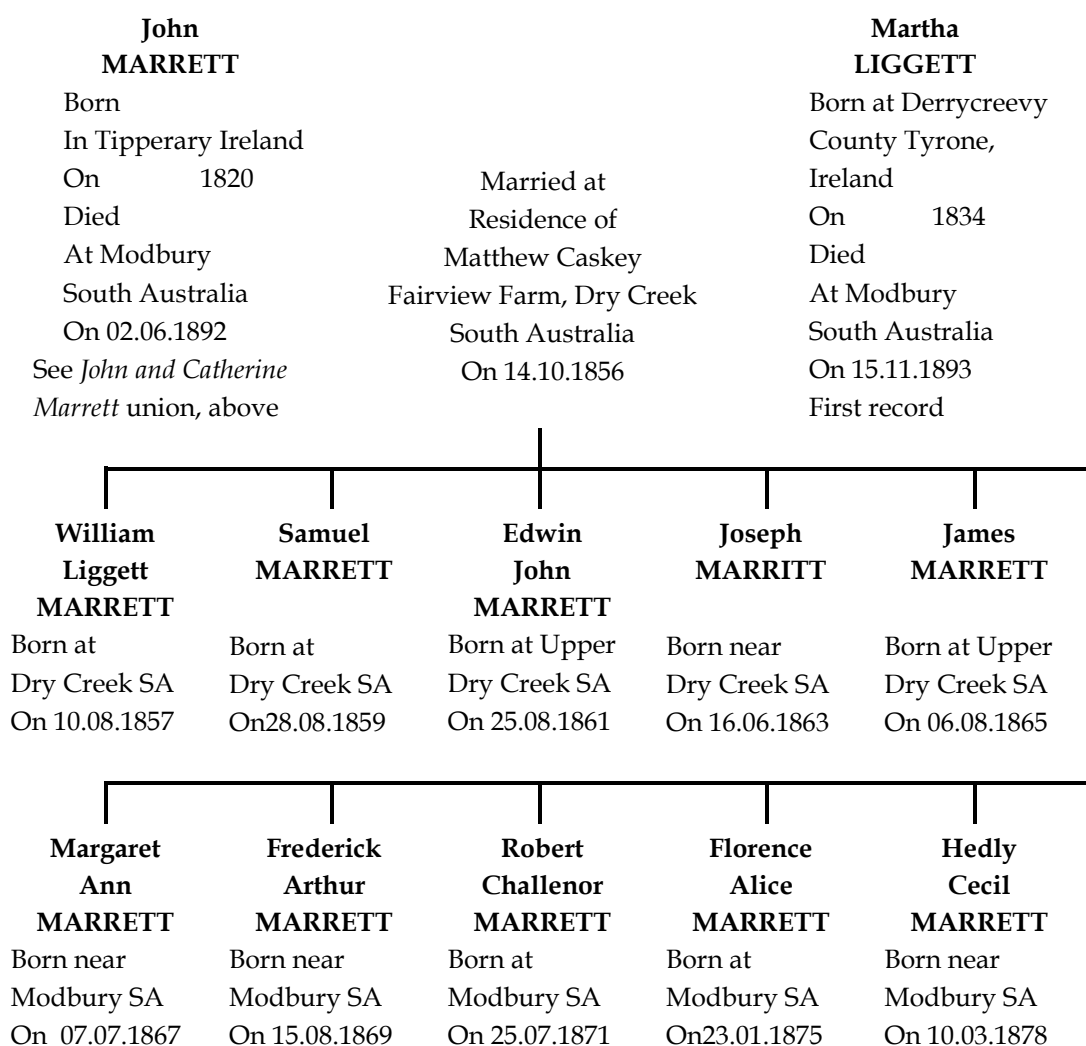 John
MARRETT
Born
In Tipperary Ireland
On 1820
Died
At Modbury
South Australia
On 02.06.1892
See John and Catherine
Marrett union, above
Married at
Residence of
Matthew Caskey
Fairview Farm, Dry Creek
South Australia
On 14.10.1856
Martha
LIGGETT
Born at Derrycreevy
County Tyrone,
Ireland
On 1834
Died
At Modbury
South Australia
On 15.11.1893
First record
William
Liggett
MARRETT
Born at
Dry Creek SA
On 10.08.1857
Samuel
MARRETT
Born at
Dry Creek SA
On28.08.1859
Edwin
John
MARRETT
Born at Upper
Dry Creek SA
On 25.08.1861
Joseph
MARRITT
Born near
Dry Creek SA
On 16.06.1863
James
MARRETT
Born at Upper
Dry Creek SA
On 06.08.1865
Margaret
Ann
MARRETT
Born near
Modbury SA
On 07.07.1867
Frederick
Arthur
MARRETT
Born near
Modbury SA
On 15.08.1869
Robert
Challenor
MARRETT
Born at
Modbury SA
On 25.07.1871
Florence
Alice
MARRETT
Born at
Modbury SA
On23.01.1875
Hedly
Cecil
MARRETT
Born near
Modbury SA
On 10.03.1878